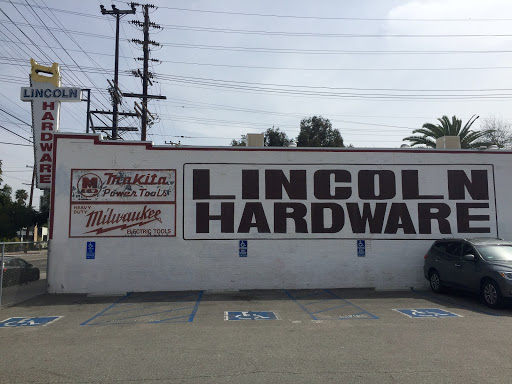 LINCOLN
HARDWARE
Makita
Power Tools
HEAVY
DUTY
Milwaukee
ELECTRIC TOOLS
LINCOLN
HARDWARE